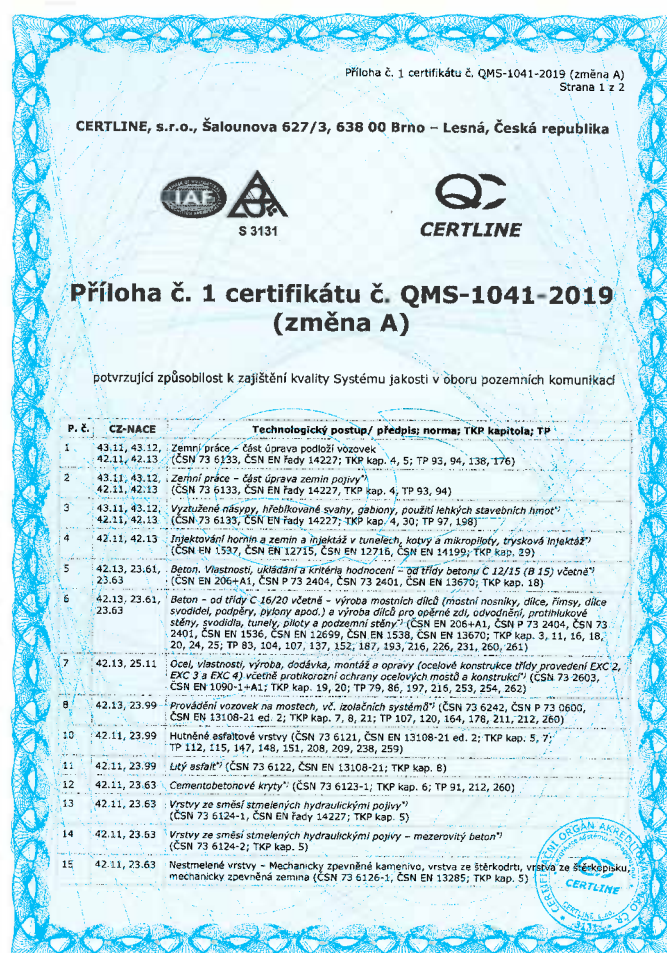 Příloha č. 1 certifikátu č. QMS-1041-2019 (změna A)
Strana 1 z 2
CERTLINE, s.r.o., Šalounova 627/3, 638 00 Brno – Lesná, Česká republika
IAF
S 3131
CERTLINE
Příloha č. 1 certifikátu č. QMS-1041-2019
(změna A)
potvrzující způsobilost k zajištění kvality Systému jakosti v oboru pozemních komunikací
P. č. CZ-NACE Technologický postup/ předpis; norma; TKP kapitola; TP
1 43.11, 43.12, Zemní práce – část úprava podloží vozovek
42.11, 42.13 (ČSN 73 6133, ČSN EN řady 14227; TKP kap. 4, 5; TP 93, 94, 138, 176)
2 43.11, 43.12, Zemní práce – část úprava zemin pojivy*)
42.11, 42.13 (ČSN 73 6133, ČSN EN řady 14227, TKP kap. 4, TP 93, 94)
3 43.11, 43.12, Vyztužené násypy, hřebíkované svahy, gabiony, použití lehkých stavebních hmot*)
42.11, 42.13 (ČSN 73 6133, ČSN EN řady 14227; TKP kap. 4, 30; TP 97, 198)
4 42.11, 42.13 Injektování hornin a zemin a injektáž v tunelech, kotvy a mikropiloty, trysková injektáž*)
(ČSN EN 1537, ČSN EN 12715, ČSN EN 12716, ČSN EN 14199; TKP kap. 29)
5 42.13, 23.61, Beton. Vlastnosti, ukládání a kritéria hodnocení – od třídy betonu C 12/15 (B 15) včetně*)
23.63 (ČSN EN 206+A1, ČSN P 73 2404, ČSN 73 2401, ČSN EN 13670; TKP kap. 18)
6 42.13, 23.61, Beton – od třídy C 16/20 včetně – výroba mostních dílců (mostní nosníky, dílce, římsy, dílce
23.63 svodidel, podpěry, pylony apod.) a výroba dílců pro opěrné zdi, odvodnění, protihlukové
stěny, svodidla, tunely, piloty a podzemní stěny*) (ČSN EN 206+A1, ČSN P 73 2404, ČSN 73
2401, ČSN EN 1536, ČSN EN 12699, ČSN EN 1538, ČSN EN 13670; TKP kap. 3, 11, 16, 18,
20, 24, 25; TP 83, 104, 107, 137, 152; 187, 193, 216, 226, 231, 260, 261)
7 42.13, 25.11 Ocel, vlastnosti, výroba, dodávka, montáž a opravy (ocelové konstrukce třídy provedení EXC 2,
EXC 3 a EXC 4) včetně protikorozní ochrany ocelových mostů a konstrukcí*) (ČSN 73 2603,
ČSN EN 1090-1+A1; TKP kap. 19, 20; TP 79, 86, 197, 216, 253, 254, 262)
8 42.13, 23.99 Provádění vozovek na mostech, vč. izolačních systémů*) (ČSN 73 6242, ČSN P 73 0600,
ČSN EN 13108-21 ed. 2; TKP kap. 7, 8, 21; TP 107, 120, 164, 178, 211, 212, 260)
10 42.11, 23.99 Hutněné asfaltové vrstvy (ČSN 73 6121, ČSN EN 13108-21 ed. 2; TKP kap. 5, 7;
TP 112, 115, 147, 148, 151, 208, 209, 238, 259)
11 42.11, 23.99 Litý asfalt*) (ČSN 73 6122, ČSN EN 13108-21; TKP kap. 8)
12 42.11, 23.63 Cementobetonové kryty*) (ČSN 73 6123-1; TKP kap. 6; TP 91, 212, 260)
13 42.11, 23.63 Vrstvy ze směsí stmelených hydraulickými pojivy*)
(ČSN 73 6124-1, ČSN EN řady 14227; TKP kap. 5)
14 42.11, 23.63 Vrstvy ze směsí stmelených hydraulickými pojivy – mezerovitý beton*)
(ČSN 73 6124-2; TKP kap. 5)
15 42.11, 23.63 Nestmelené vrstvy – Mechanicky zpevněné kamenivo, vrstva ze štěrkodrti, vrstva ze štěrkopísku,
mechanicky zpevněná zemina (ČSN 73 6126-1, ČSN EN 13285; TKP kap. 5)
CERTLINE